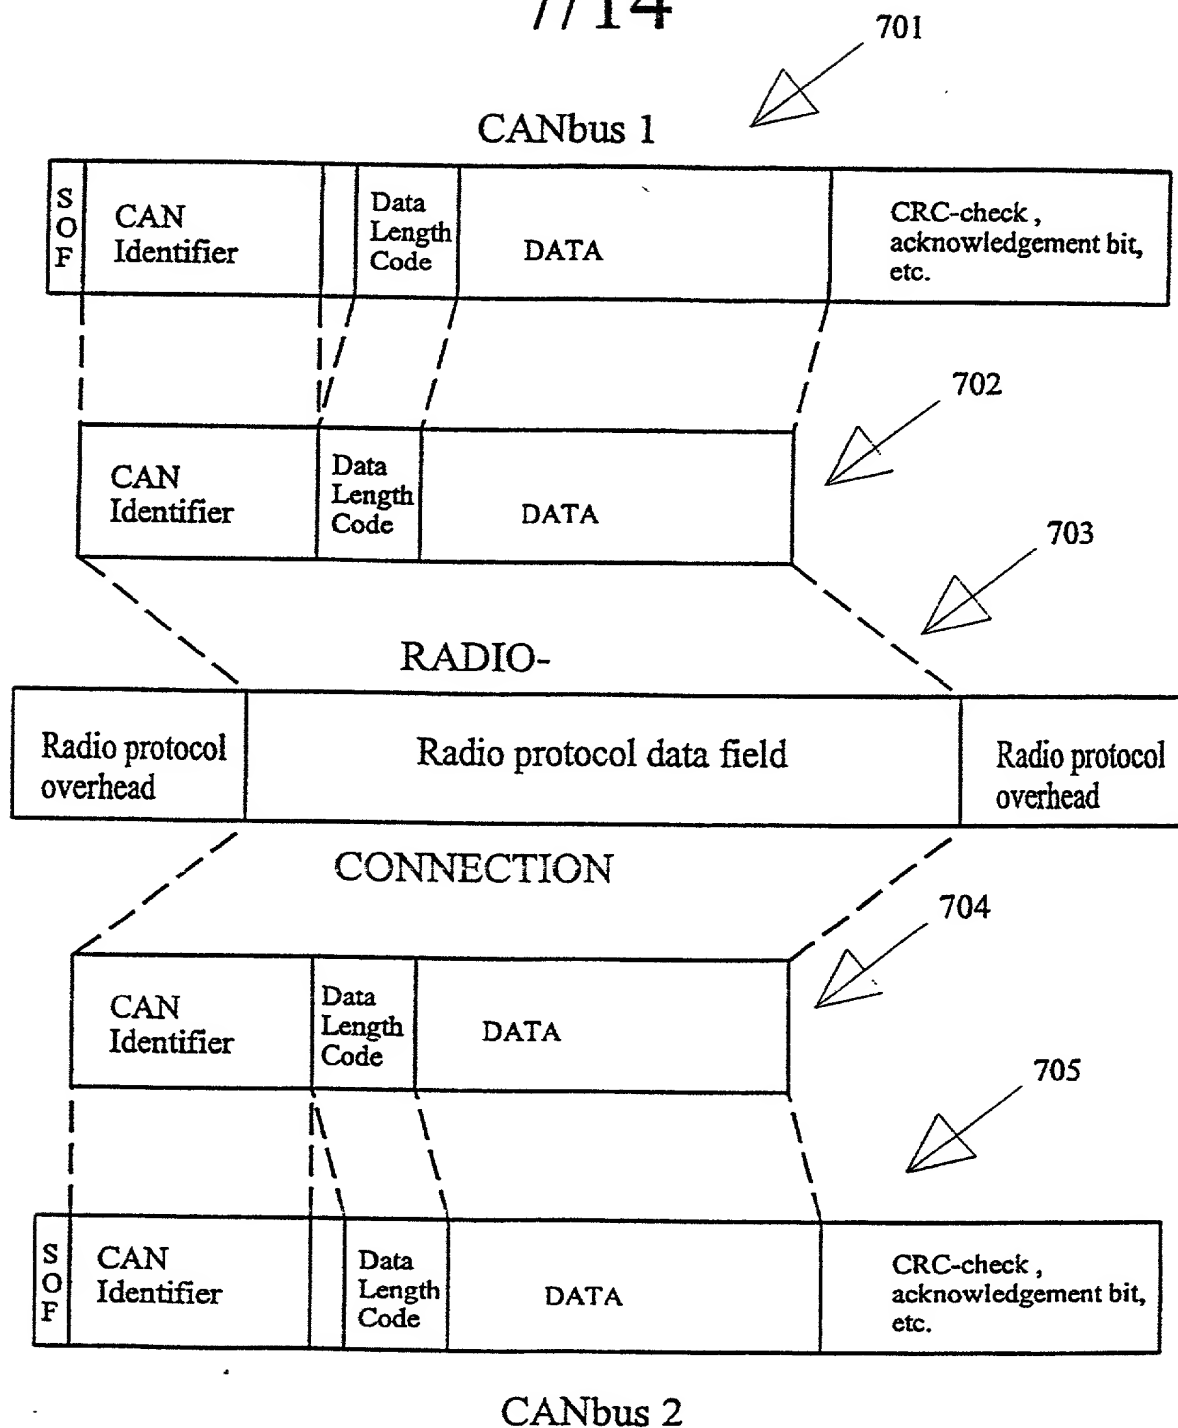 7/14
701
CANbus 1
S
O
F
CAN
Identifier
Data
Length
Code
DATA
CRC-check ,
acknowledgement bit,
etc.
702
CAN
Identifier
Data
Length
Code
DATA
703
RADIO-
Radio protocol
overhead
Radio protocol data field
Radio protocol
overhead
CONNECTION
704
CAN
Identifier
Data
Length
Code
DATA
705
S
O
F
CAN
Identifier
Data
Length
Code
DATA
CRC-check ,
acknowledgement bit,
etc.
CANbus 2